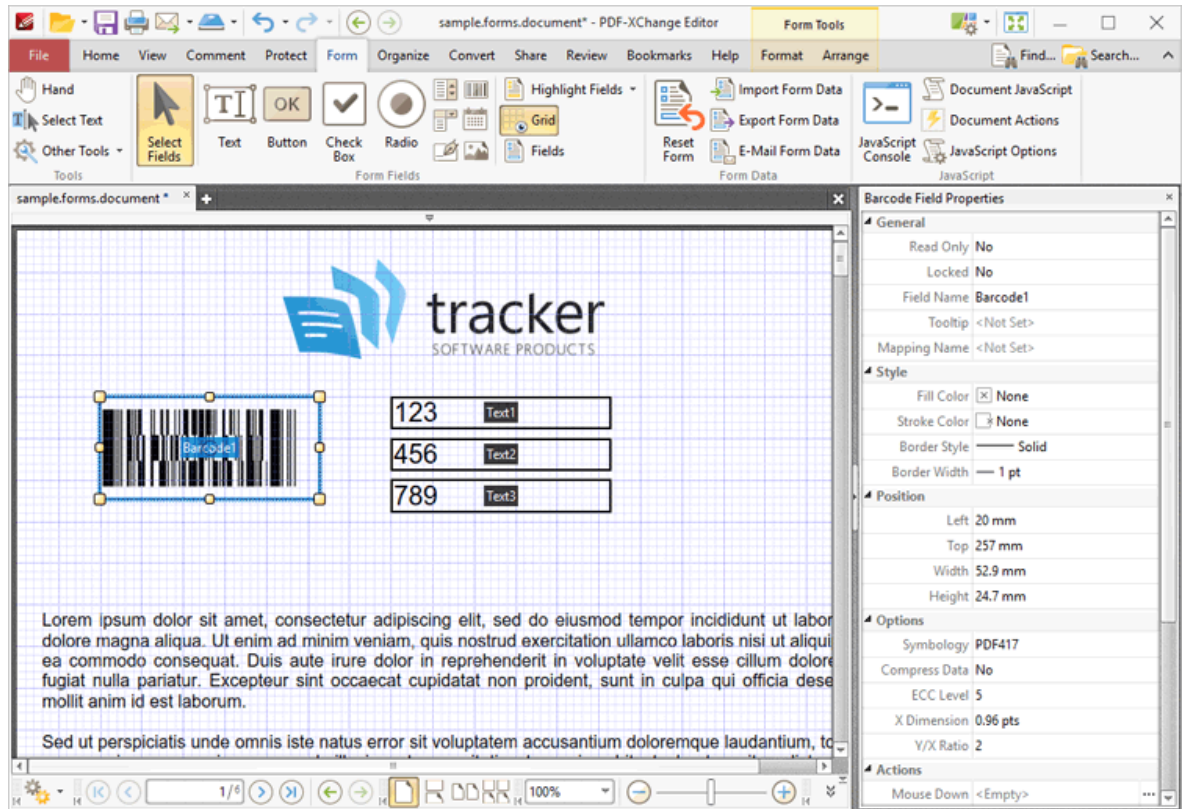 sample.forms.document* - PDF-XChange Editor
Form Tools
File Home View Comment Protect Form Organize Convert Share Review Bookmarks Help Format Arrange Find... Search...
Hand
Select Text
Other Tools
Tools
Select Fields
Text
Button
OK
Check Box
Radio
Highlight Fields
Grid
Fields
Form Fields
Reset Form
Import Form Data
Export Form Data
E-Mail Form Data
Form Data
JavaScript Console
Document JavaScript
Document Actions
JavaScript Options
JavaScript
sample.forms.document *
tracker
SOFTWARE PRODUCTS
Barcode1
123 Text1
456 Text2
789 Text3
Lorem ipsum dolor sit amet, consectetur adipiscing elit, sed do eiusmod tempor incididunt ut labor
dolore magna aliqua. Ut enim ad minim veniam, quis nostrud exercitation ullamco laboris nisi ut aliqui
ea commodo consequat. Duis aute irure dolor in reprehenderit in voluptate velit esse cillum dolore
fugiat nulla pariatur. Excepteur sint occaecat cupidatat non proident, sunt in culpa qui officia dese
mollit anim id est laborum.
Sed ut perspiciatis unde omnis iste natus error sit voluptatem accusantium doloremque laudantium, to
1/6
100%
Barcode Field Properties
General
Read Only No
Locked No
Field Name Barcode1
Tooltip <Not Set>
Mapping Name <Not Set>
Style
Fill Color None
Stroke Color None
Border Style Solid
Border Width 1 pt
Position
Left 20 mm
Top 257 mm
Width 52.9 mm
Height 24.7 mm
Options
Symbology PDF417
Compress Data No
ECC Level 5
X Dimension 0.96 pts
Y/X Ratio 2
Actions
Mouse Down <Empty>